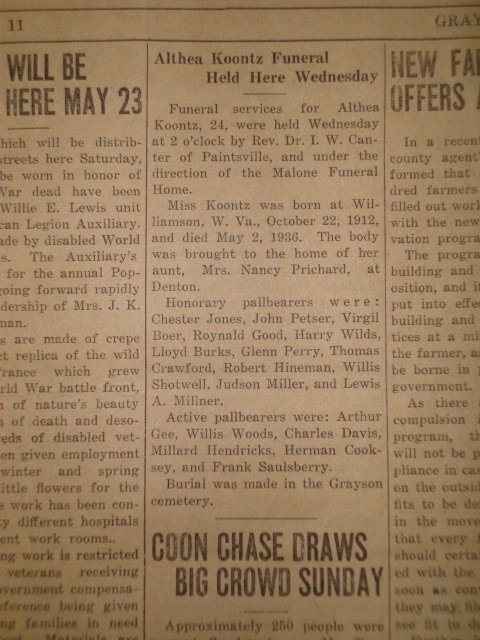 11
GRAY
WILL BE
HERE MAY 23
hich will be distrib-
streets here Saturday,
be worn in honor of
War dead have been
Willie E. Lewis unit
can Legion Auxiliary.
ade by disabled World
s. The Auxiliary's
for the annual Pop-
going forward rapidly
adership of Mrs. J. K.
man.
s are made of crepe
ct replica of the wild
rance which grew
rld War battle front,
n of nature's beauty
n of death and deso-
reds of disabled vet-
en given employment
winter and spring
ittle flowers for the
e work has been con-
y different hospitals
ent work rooms..
ng work is restricted
veterans receiving
overnment compensa-
eference being given
ng families in need
Althea Koontz Funeral
Held Here Wednesday
Funeral services for Althea
Koontz, 24, were held Wednesday
at 2 o'clock by Rev. Dr. I. W. Can-
ter of Paintsville, and under the
direction of the Malone Funeral
Home.
Miss Koontz was born at Wil-
liamson, W. Va., October 22, 1912,
and died May 2, 1936. The body
was brought to the home of her
aunt, Mrs. Nancy Prichard, at
Denton.
Honorary pallbearers were:
Chester Jones, John Petser, Virgil
Boer, Roynald Good, Harry Wilds,
Lloyd Burks, Glenn Perry, Thomas
Crawford, Robert Hineman, Willis
Shotwell, Judson Miller, and Lewis
A. Millner.
Active pallbearers were: Arthur
Gee, Willis Woods, Charles Davis,
Millard Hendricks, Herman Cook-
sey, and Frank Saulsberry.
Burial was made in the Grayson
cemetery.
COON CHASE DRAWS
BIG CROWD SUNDAY
Approximately 250 people were
NEW FA
OFFERS A
In a recen
county agent'
formed that
dred farmers
filled out work
with the new
vation progra
The progra
building and
osition, and i
put into effec
building and
tices at a mi
the farmer, as
be borne in p
government.
As there
compulsion i
program, th
will not be p
pliance in cas
on the outsid
fits to be de
in the move
that every f
should certa
ed with the
soon as con
they may fil
see fit to d